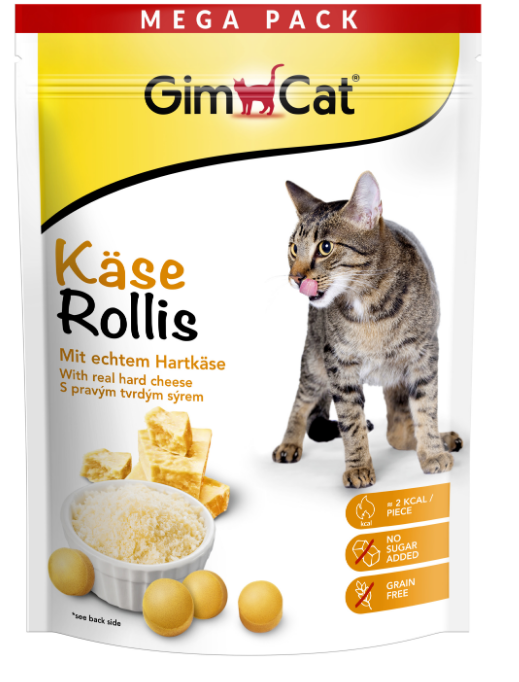 MEGA PACK
GimCat®
Käse
Rollis
Mit echtem Hartkäse
With real hard cheese
S pravým tvrdým sýrem
kcal
= 2 KCAL /
PIECE
NO
SUGAR
ADDED
GRAIN
FREE
*see back side